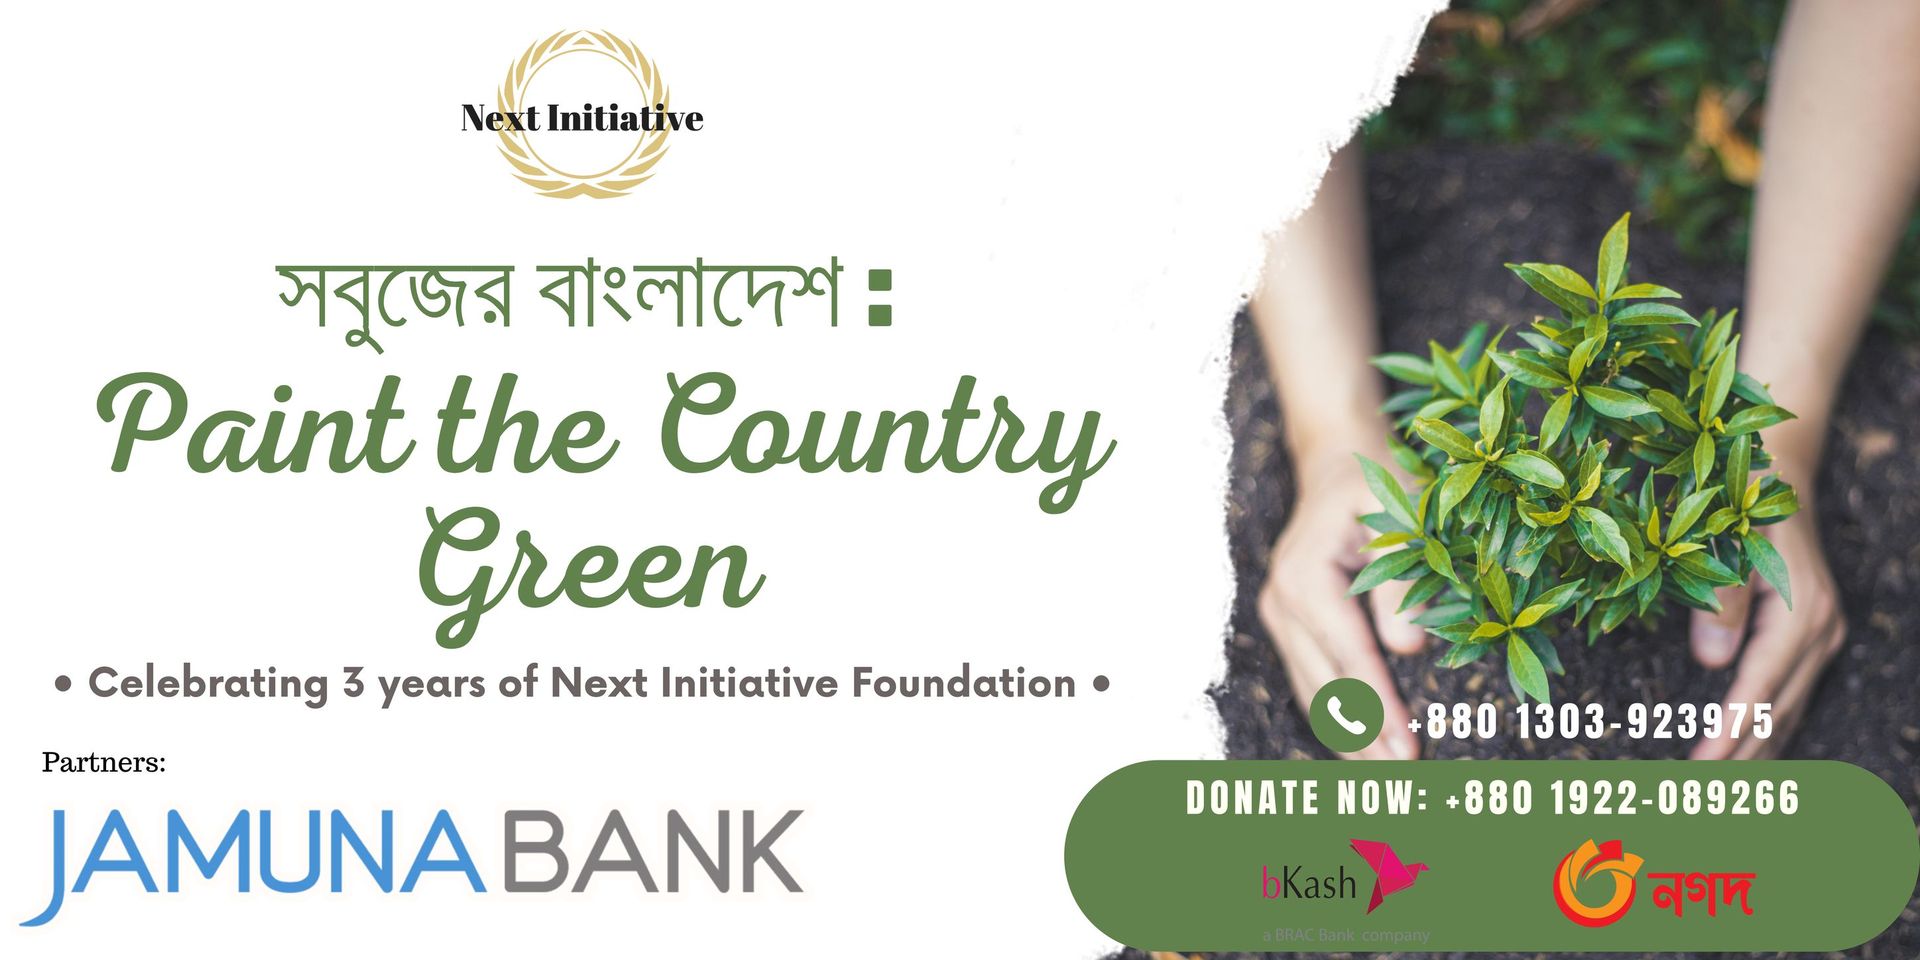 Next Initiative
সবুজের বাংলাদেশ :
Paint the Country
Green
• Celebrating 3 years of Next Initiative Foundation •
Partners:
JAMUNA BANK
+880 1303-923975
DONATE NOW: +880 1922-089266
bKash
a BRAC Bank company
নগদ